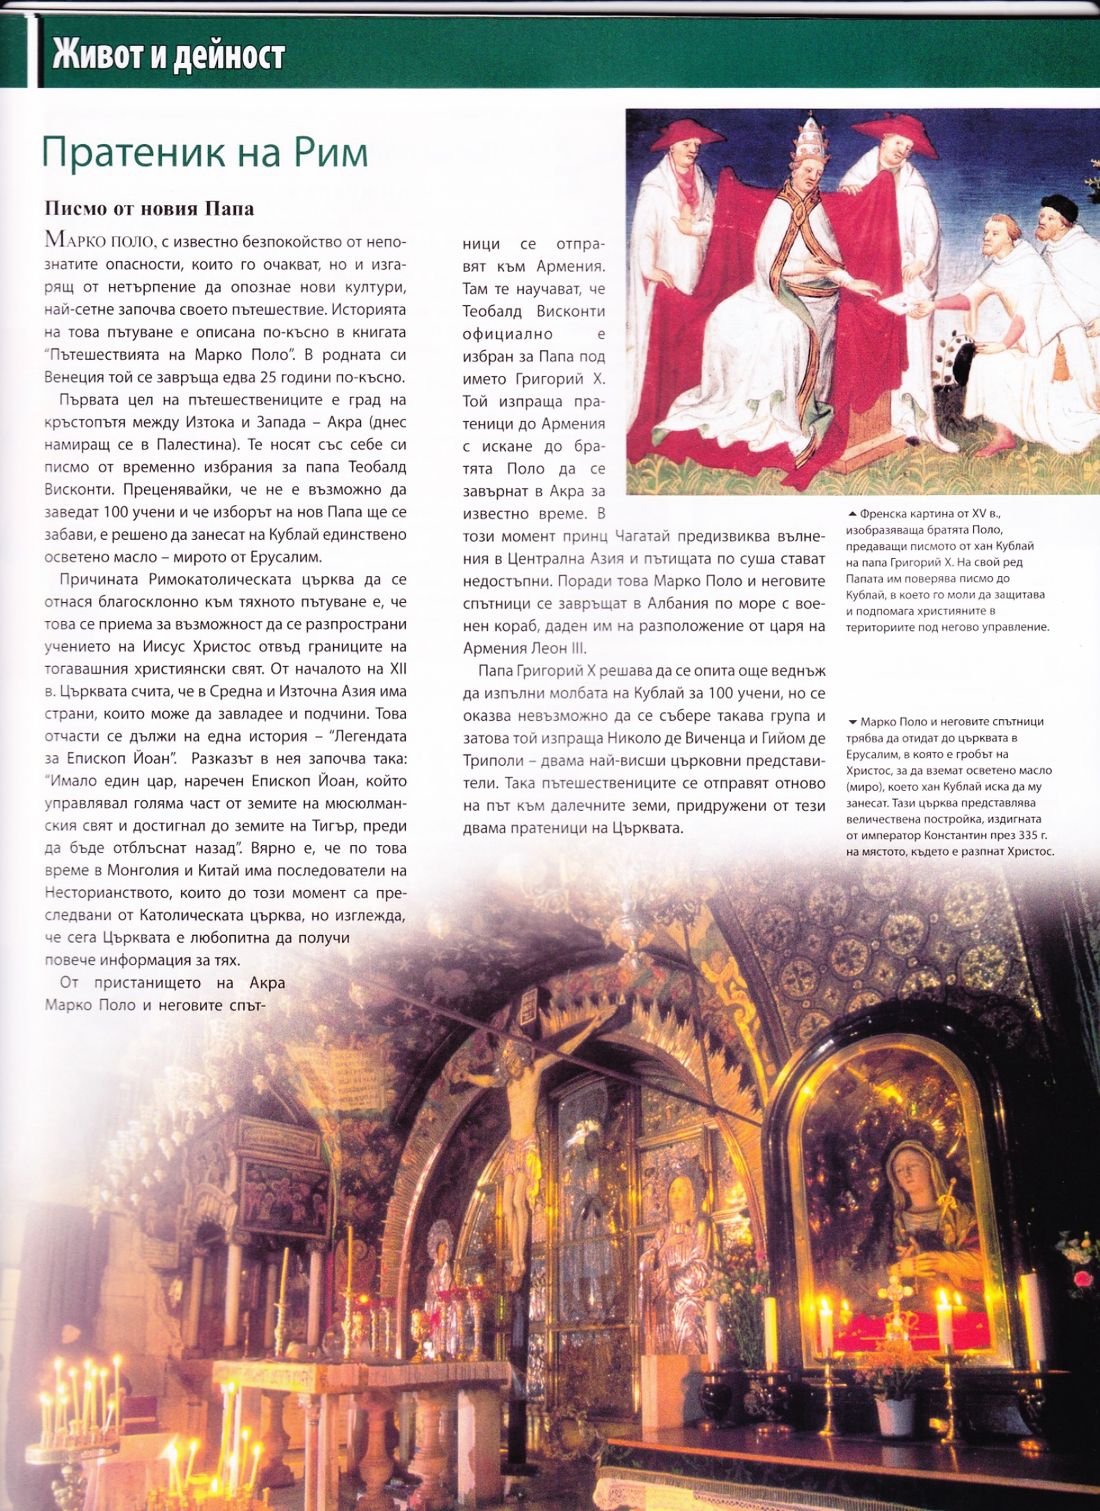 Живот и дейност
Пратеник на Рим
Писмо от новия Папа
МАРКО ПОЛО, с известно безпокойство от непо-
знатите опасности, които го очакват, но и изга-
рящ от нетърпение да опознае нови култури,
най-сетне започва своето пътешествие. Историята
на това пътуване е описана по-късно в книгата
“Пътешествията на Марко Поло”. В родната си
Венеция той се завръща едва 25 години по-късно.
Първата цел на пътешествениците е град на
кръстопътя между Изтока и Запада – Акра (днес
намиращ се в Палестина). Те носят със себе си
писмо от временно избрания за папа Теобалд
Висконти. Преценявайки, че не е възможно да
заведат 100 учени и че изборът на нов Папа ще се
забави, е решено да занесат на Кублай единствено
осветено масло – мирото от Ерусалим.
Причината Римокатолическата църква да се
отнася благосклонно към тяхното пътуване е, че
това се приема за възможност да се разпространи
учението на Иисус Христос отвъд границите на
тогавашния християнски свят. От началото на XII
в. Църквата счита, че в Средна и Източна Азия има
страни, които може да завладее и подчини. Това
отчасти се дължи на една история – “Легендата
за Епископ Йоан”. Разказът в нея започва така:
“Имало един цар, наречен Епископ Йоан, който
управлявал голяма част от земите на мюсюлман-
ския свят и достигнал до земите на Тигър, преди
да бъде отблъснат назад”. Вярно е, че по това
време в Монголия и Китай има последователи на
Несторианството, които до този момент са пре-
следвани от Католическата църква, но изглежда,
че сега Църквата е любопитна да получи
повече информация за тях.
От пристанището на Акра
Марко Поло и неговите спът-
ници се отпра-
вят към Армения.
Там те научават, че
Теобалд Висконти
официално е
избран за Папа под
името Григорий X.
Той изпраща пра-
теници до Армения
с искане до бра-
тята Поло да се
завърнат в Акра за
известно време. В
този момент принц Чагатай предизвиква вълне-
ния в Централна Азия и пътищата по суша стават
недостъпни. Поради това Марко Поло и неговите
спътници се завръщат в Албания по море с вое-
нен кораб, даден им на разположение от царя на
Армения Леон III.
Папа Григорий X решава да се опита още веднъж
да изпълни молбата на Кублай за 100 учени, но се
оказва невъзможно да се събере такава група и
затова той изпраща Николо де Виченца и Гийом де
Триполи – двама най-висши църковни представи-
тели. Така пътешествениците се отправят отново
на път към далечните земи, придружени от тези
двама пратеници на Църквата.
▲ Френска картина от XV в.,
изобразяваща братята Поло,
предаващи писмото от хан Кублай
на папа Григорий X. На свой ред
Папата им поверява писмо до
Кублай, в което го моли да защитава
и подпомага християните в
териториите под негово управление.
▼ Марко Поло и неговите спътници
трябва да отидат до църквата в
Ерусалим, в която е гробът на
Христос, за да вземат осветено масло
(миро), което хан Кублай иска да му
занесат. Тази църква представлява
величествена постройка, издигната
от император Константин през 335 г.
на мястото, където е разпнат Христос.